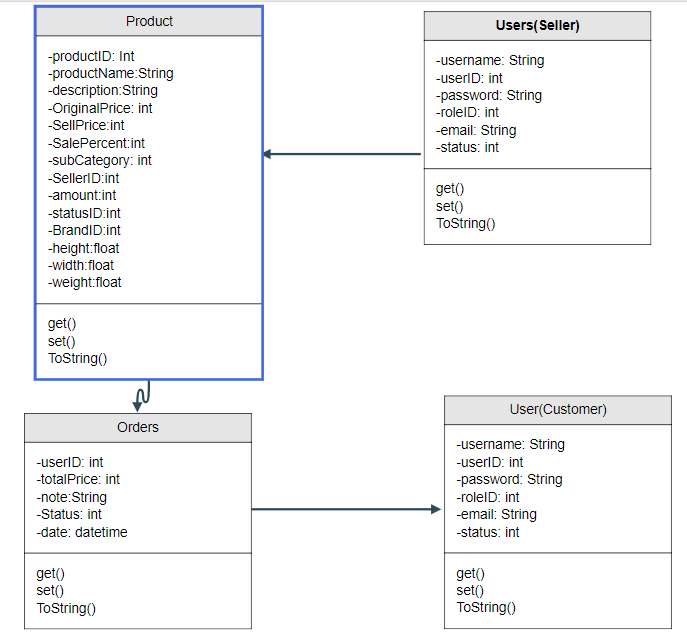 Product
-productID: Int
-productName:String
-description:String
-OriginalPrice: int
-SellPrice:int
-SalePercent:int
-subCategory: int
-SellerID:int
-amount:int
-statusID:int
-BrandID:int
-height:float
-width:float
-weight:float
get()
set()
ToString()
Users(Seller)
-username: String
-userID: int
-password: String
-roleID: int
-email: String
-status: int
get()
set()
ToString()
Orders
-userID: int
-totalPrice: int
-note:String
-Status: int
-date: datetime
get()
set()
ToString()
User(Customer)
-username: String
-userID: int
-password: String
-roleID: int
-email: String
-status: int
get()
set()
ToString()